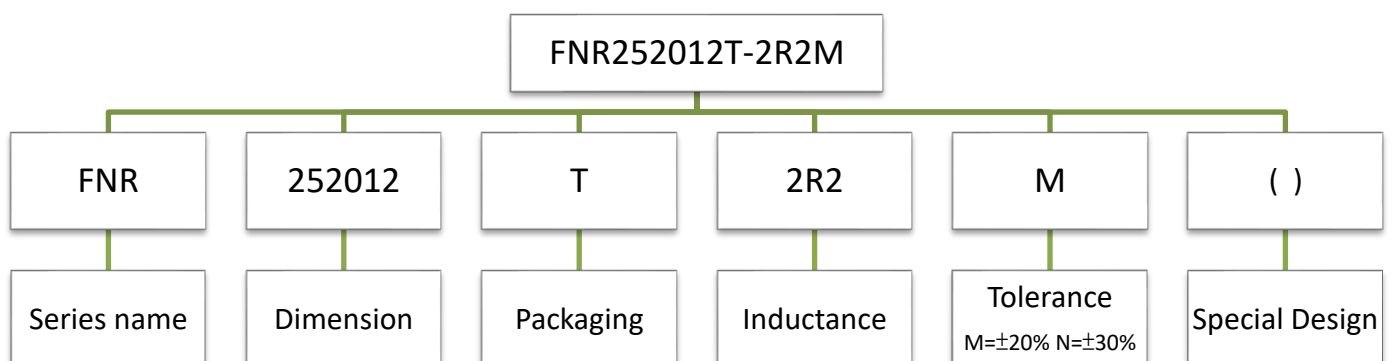 FNR252012T-2R2M
FNR
252012
T
2R2
M
( )
Series name
Dimension
Packaging
Inductance
Tolerance
M=±20% N=±30%
Special Design